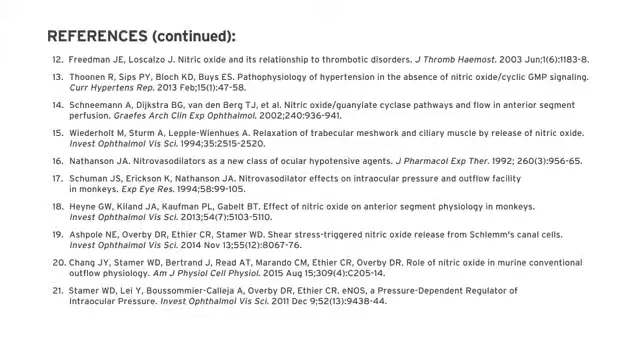 REFERENCES (continued):
12. Freedman JE, Loscalzo J. Nitric oxide and its relationship to thrombotic disorders. J Thromb Haemost. 2003 Jun;1(6):1183-8.
13. Thoonen R, Sips PY, Bloch KD, Buys ES. Pathophysiology of hypertension in the absence of nitric oxide/cyclic GMP signaling.
Curr Hypertens Rep. 2013 Feb;15(1):47-58.
14. Schneemann A, Dijkstra BG, van den Berg TJ, et al. Nitric oxide/guanylate cyclase pathways and flow in anterior segment
perfusion. Graefes Arch Clin Exp Ophthalmol. 2002;240:936-941.
15. Wiederholt M, Sturm A, Lepple-Wienhues A. Relaxation of trabecular meshwork and ciliary muscle by release of nitric oxide.
Invest Ophthalmol Vis Sci. 1994;35:2515-2520.
16. Nathanson JA. Nitrovasodilators as a new class of ocular hypotensive agents. J Pharmacol Exp Ther. 1992; 260(3):956-65.
17. Schuman JS, Erickson K, Nathanson JA. Nitrovasodilator effects on intraocular pressure and outflow facility
in monkeys. Exp Eye Res. 1994;58:99-105.
18. Heyne GW, Kiland JA, Kaufman PL, Gabelt BT. Effect of nitric oxide on anterior segment physiology in monkeys.
Invest Ophthalmol Vis Sci. 2013;54(7):5103-5110.
19. Ashpole NE, Overby DR, Ethier CR, Stamer WD. Shear stress-triggered nitric oxide release from Schlemm's canal cells.
Invest Ophthalmol Vis Sci. 2014 Nov 13;55(12):8067-76.
20. Chang JY, Stamer WD, Bertrand J, Read AT, Marando CM, Ethier CR, Overby DR. Role of nitric oxide in murine conventional
outflow physiology. Am J Physiol Cell Physiol. 2015 Aug 15;309(4):C205-14.
21. Stamer WD, Lei Y, Boussommier-Calleja A, Overby DR, Ethier CR. eNOS, a Pressure-Dependent Regulator of
Intraocular Pressure. Invest Ophthalmol Vis Sci. 2011 Dec 9;52(13):9438-44.